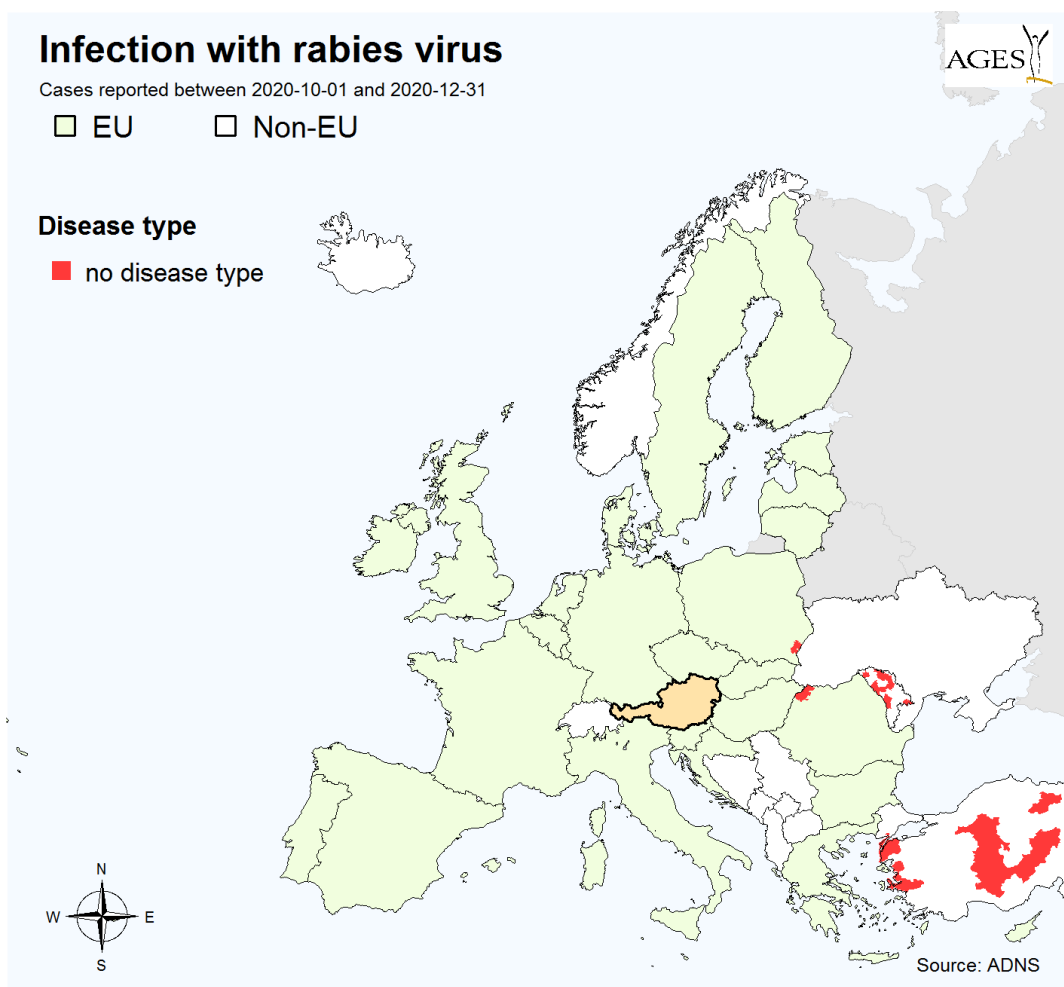 Infection with rabies virus
Cases reported between 2020-10-01 and 2020-12-31
EU Non-EU
AGES
Disease type
no disease type
N
W E
S
Source: ADNS